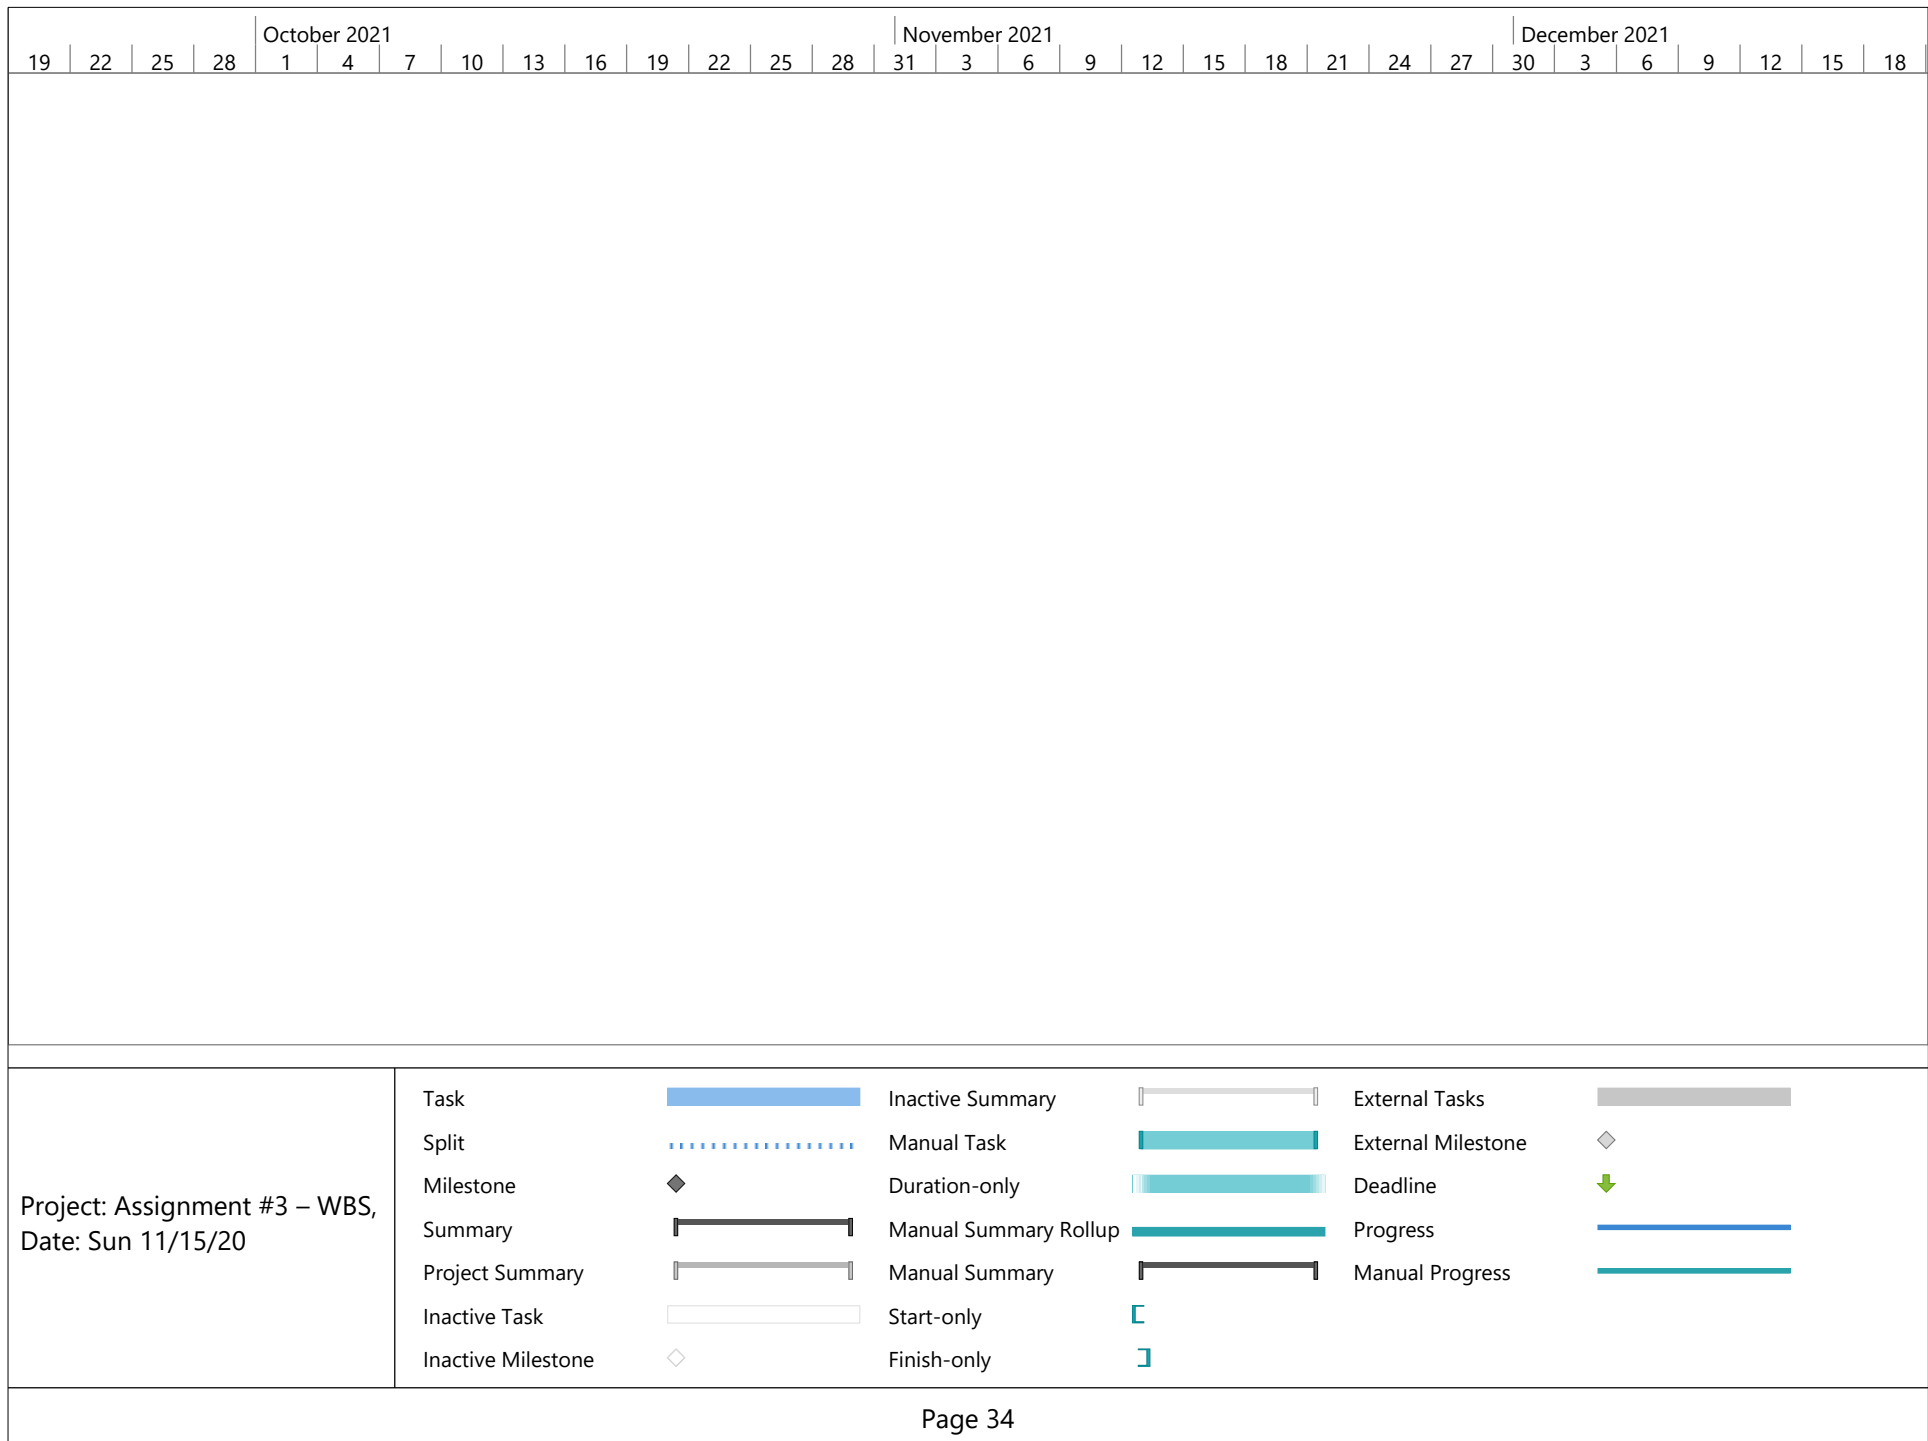 October 2021 November 2021 December 2021
19 22 25 28 1 4 7 10 13 16 19 22 25 28 31 3 6 9 12 15 18 21 24 27 30 3 6 9 12 15 18
Project: Assignment #3 – WBS,
Date: Sun 11/15/20
Task
Split
Milestone
Summary
Project Summary
Inactive Task
Inactive Milestone
Inactive Summary
Manual Task
Duration-only
Manual Summary Rollup
Manual Summary
Start-only
Finish-only
External Tasks
External Milestone
Deadline
Progress
Manual Progress
Page 34